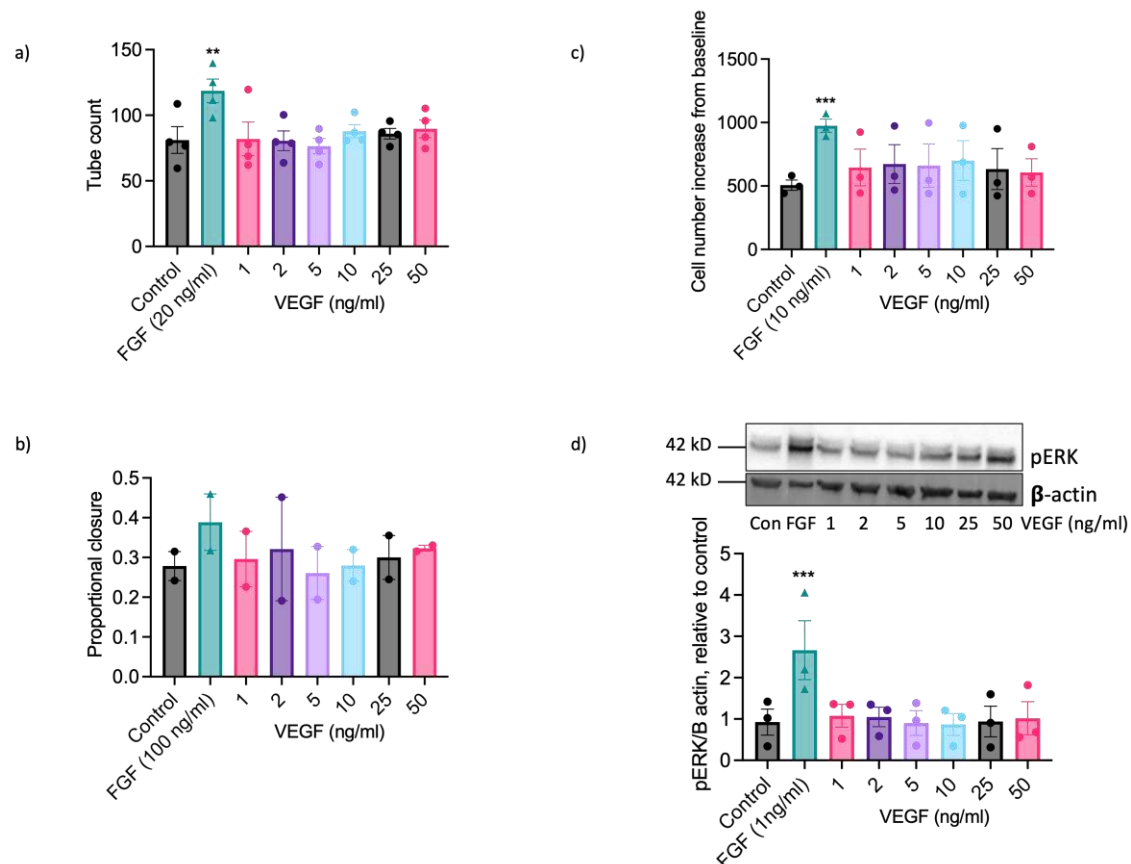 a)
150
100
50
0
Tube count
**
Control
FGF (20 ng/ml)
1
2
5
10
25
50
VEGF (ng/ml)
b)
0.5
0.4
0.3
0.2
0.1
0.0
Proportional closure
Control
FGF (100 ng/ml)
1
2
5
10
25
50
VEGF (ng/ml)
c)
1500
1000
500
0
Cell number increase from baseline
***
Control
FGF (10 ng/ml)
1
2
5
10
25
50
VEGF (ng/ml)
d)
42 kD
pERK
42 kD
β-actin
Con FGF 1 2 5 10 25 50 VEGF (ng/ml)
5
4
3
2
1
0
pERK/B actin, relative to control
***
Control
FGF (1ng/ml)
1
2
5
10
25
50
VEGF (ng/ml)